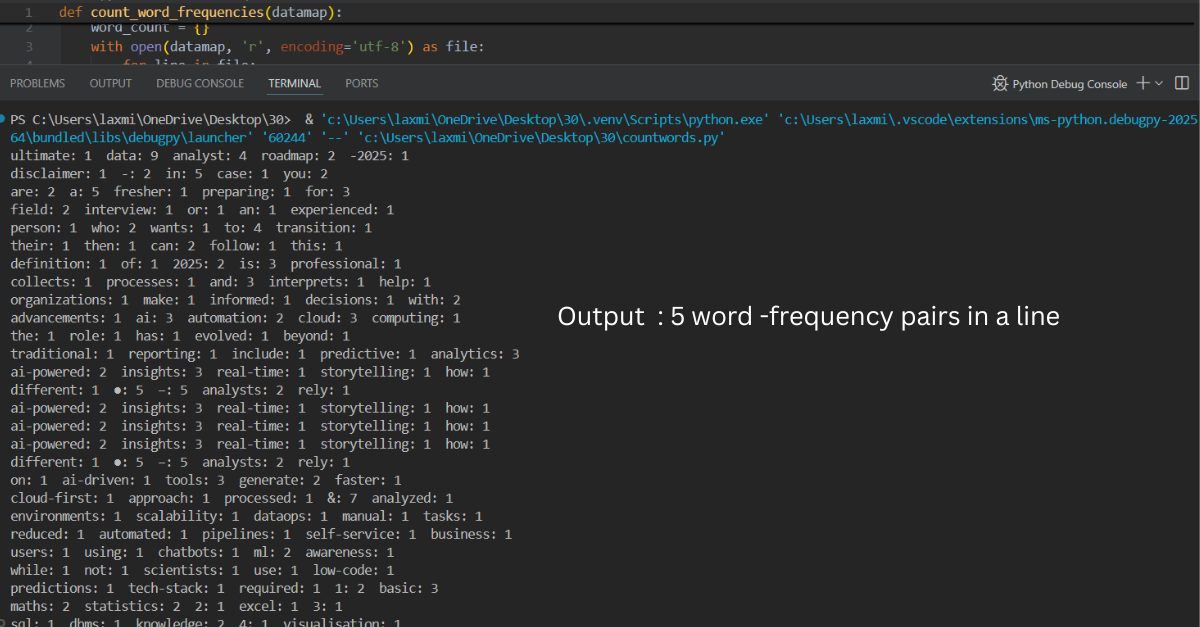 1 def count_word_frequencies(datamap):
2 word_count = {}
3 with open(datamap, 'r', encoding='utf-8') as file:
4 for line in file:
PROBLEMS OUTPUT DEBUG CONSOLE TERMINAL PORTS Python Debug Console
PS C:\Users\laxmi\OneDrive\Desktop\30> & 'c:\Users\laxmi\OneDrive\Desktop\30\.venv\Scripts\python.exe' 'c:\Users\laxmi\.vscode\extensions\ms-python.debugpy-2025
64\bundled\libs\debugpy\launcher' '60244' '--' 'c:\Users\laxmi\OneDrive\Desktop\30\countwords.py'
ultimate: 1 data: 9 analyst: 4 roadmap: 2 -2025: 1
disclaimer: 1 -: 2 in: 5 case: 1 you: 2
are: 2 a: 5 fresher: 1 preparing: 1 for: 3
field: 2 interview: 1 or: 1 an: 1 experienced: 1
person: 1 who: 2 wants: 1 to: 4 transition: 1
their: 1 then: 1 can: 2 follow: 1 this: 1
definition: 1 of: 1 2025: 2 is: 3 professional: 1
collects: 1 processes: 1 and: 3 interprets: 1 help: 1
organizations: 1 make: 1 informed: 1 decisions: 1 with: 2
advancements: 1 ai: 3 automation: 2 cloud: 3 computing: 1
the: 1 role: 1 has: 1 evolved: 1 beyond: 1
Output : 5 word -frequency pairs in a line
traditional: 1 reporting: 1 include: 1 predictive: 1 analytics: 3
ai-powered: 2 insights: 3 real-time: 1 storytelling: 1 how: 1
different: 1 ●: 5 –: 5 analysts: 2 rely: 1
ai-powered: 2 insights: 3 real-time: 1 storytelling: 1 how: 1
ai-powered: 2 insights: 3 real-time: 1 storytelling: 1 how: 1
ai-powered: 2 insights: 3 real-time: 1 storytelling: 1 how: 1
different: 1 ●: 5 –: 5 analysts: 2 rely: 1
on: 1 ai-driven: 1 tools: 3 generate: 2 faster: 1
cloud-first: 1 approach: 1 processed: 1 &: 7 analyzed: 1
environments: 1 scalability: 1 dataops: 1 manual: 1 tasks: 1
reduced: 1 automated: 1 pipelines: 1 self-service: 1 business: 1
users: 1 using: 1 chatbots: 1 ml: 2 awareness: 1
while: 1 not: 1 scientists: 1 use: 1 low-code: 1
predictions: 1 tech-stack: 1 required: 1 1: 2 basic: 3
maths: 2 statistics: 2 2: 1 excel: 1 3: 1
sql: 1 dbms: 1 knowledge: 2 4: 1 visualisation: 1